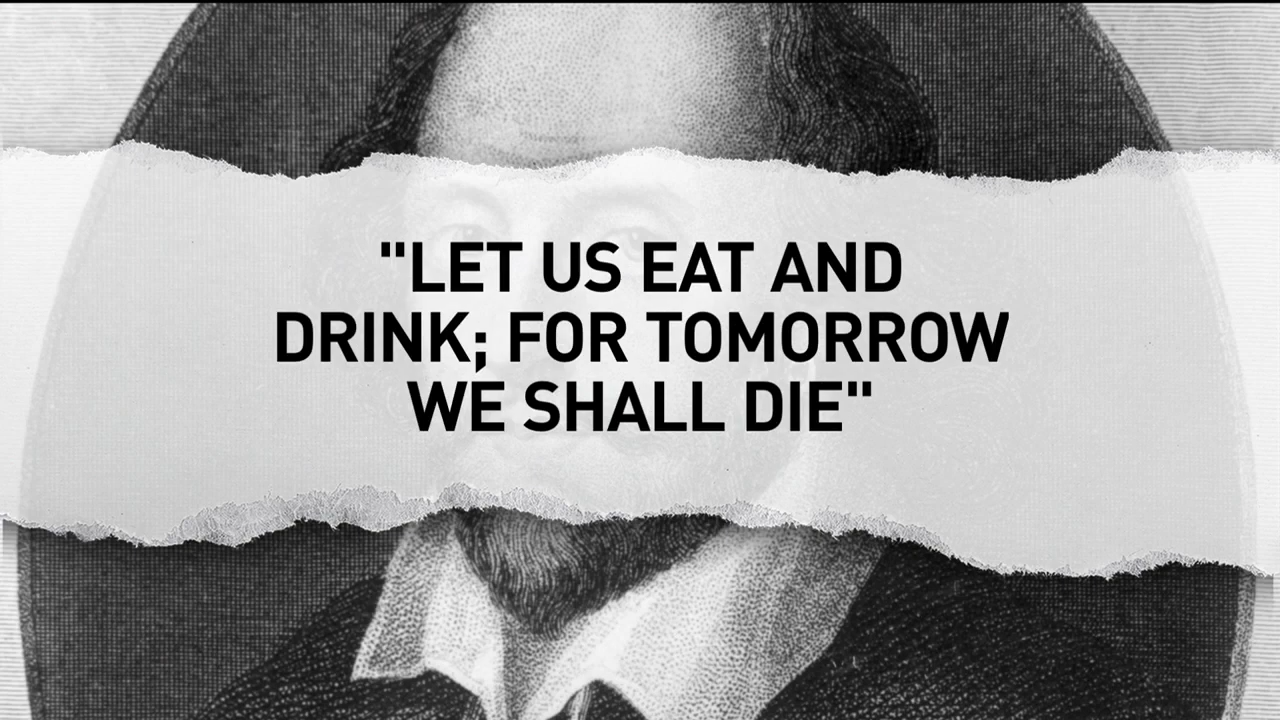 "LET US EAT AND
DRINK; FOR TOMORROW
WE SHALL DIE"